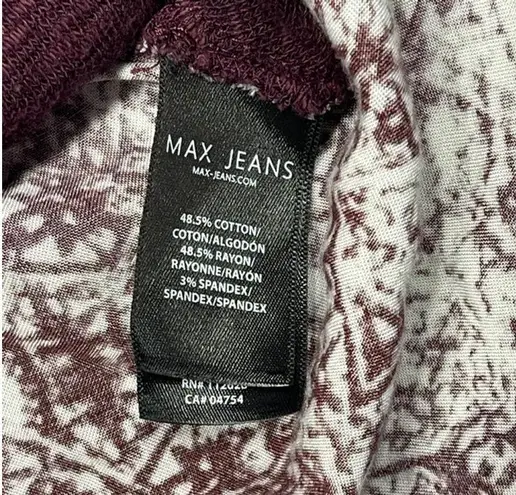 MAX JEANS
MAX-JEANS.COM
48.5% COTTON/
COTON/ALGODÓN
48.5% RAYON/
RAYONNE/RAYÓN
3% SPANDEX/
SPANDEX/SPANDEX
RN#
CA# 04754